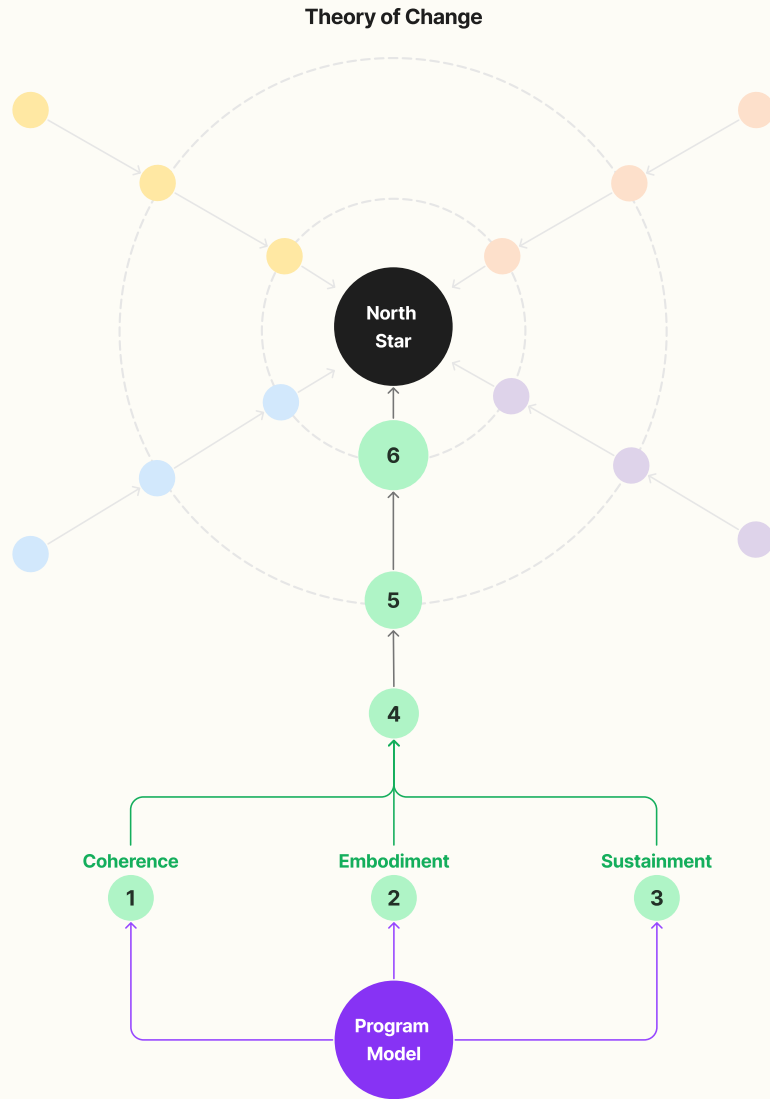 Theory of Change
North
Star
6
5
4
Coherence
Embodiment
Sustainment
1
2
3
Program
Model